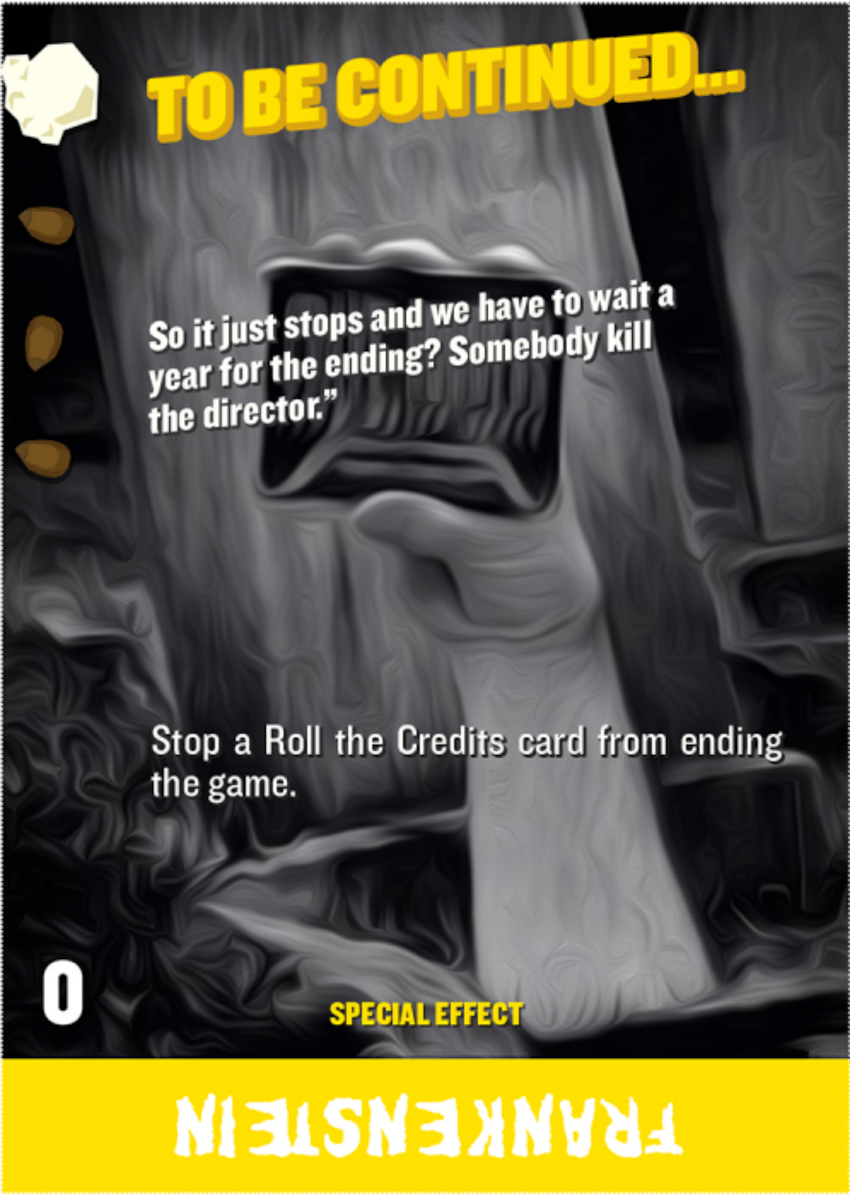 TO BE CONTINUED...
So it just stops and we have to wait a
year for the ending? Somebody kill
the director.”
Stop a Roll the Credits card from ending
the game.
0
SPECIAL EFFECT
FRANKENSTEIN